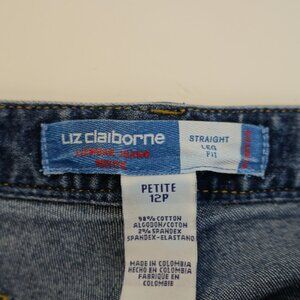 liz claiborne
STRAIGHT
LEG
FIT
PETITE
12P
98% COTTON
ALGODON/COTON
2% SPANDEX
SPANDEX-ELASTANO
MADE IN COLOMBIA
HECHO EN COLOMBIA
FABRIQUE EN
COLOMBIA